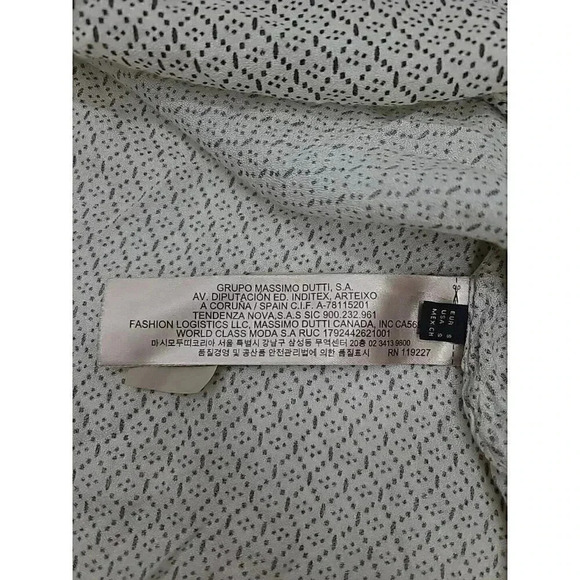 GRUPO MASSIMO DUTTI, S.A.
AV. DIPUTACIÓN ED. INDITEX, ARTEIXO
A CORUÑA / SPAIN C.I.F. A-78115201
TENDENZA NOVA,S.A.S SIC 900.232.961
FASHION LOGISTICS LLC, MASSIMO DUTTI CANADA, INC CA56
WORLD CLASS MODA S.A RUC 1792442621001
마시모두띠코리아 서울 특별시 강남구 삼성동 무역센터 20층 02 3413 9800
품질경영 및 공산품 안전관리법에 의한 품질표시 RN 119227
EUR S
USA S
MEX CH